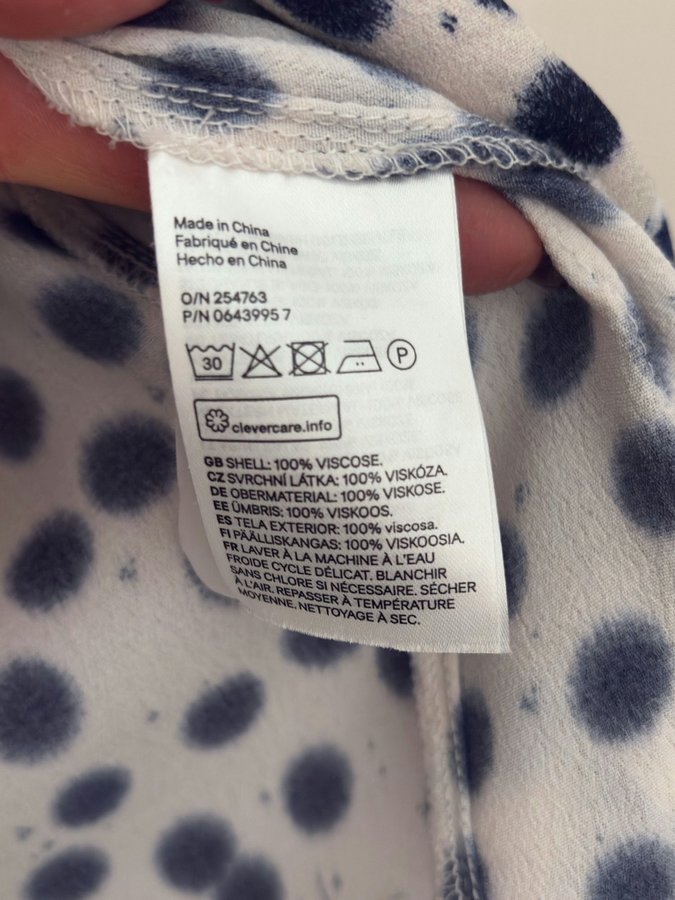 Made in China
Fabriqué en Chine
Hecho en China
O/N 254763
P/N 0643995 7
30 P
clevercare.info
GB SHELL: 100% VISCOSE.
CZ SVRCHNÍ LÁTKA: 100% VISKÓZA.
DE OBERMATERIAL: 100% VISKOSE.
EE ÜMBRIS: 100% VISKOOS.
ES TELA EXTERIOR: 100% viscosa.
FI PÄÄLLISKANGAS: 100% VISKOOSIA.
FR LAVER À LA MACHINE À L'EAU
FROIDE CYCLE DÉLICAT. BLANCHIR
SANS CHLORE SI NÉCESSAIRE. SÉCHER
À L'AIR. REPASSER À TEMPÉRATURE
MOYENNE. NETTOYAGE À SEC.